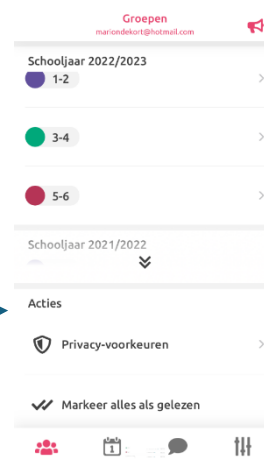 Groepen
mariondekort@hotmail.com
Schooljaar 2022/2023
1-2
3-4
5-6
Schooljaar 2021/2022
Acties
Privacy-voorkeuren
Markeer alles als gelezen
1